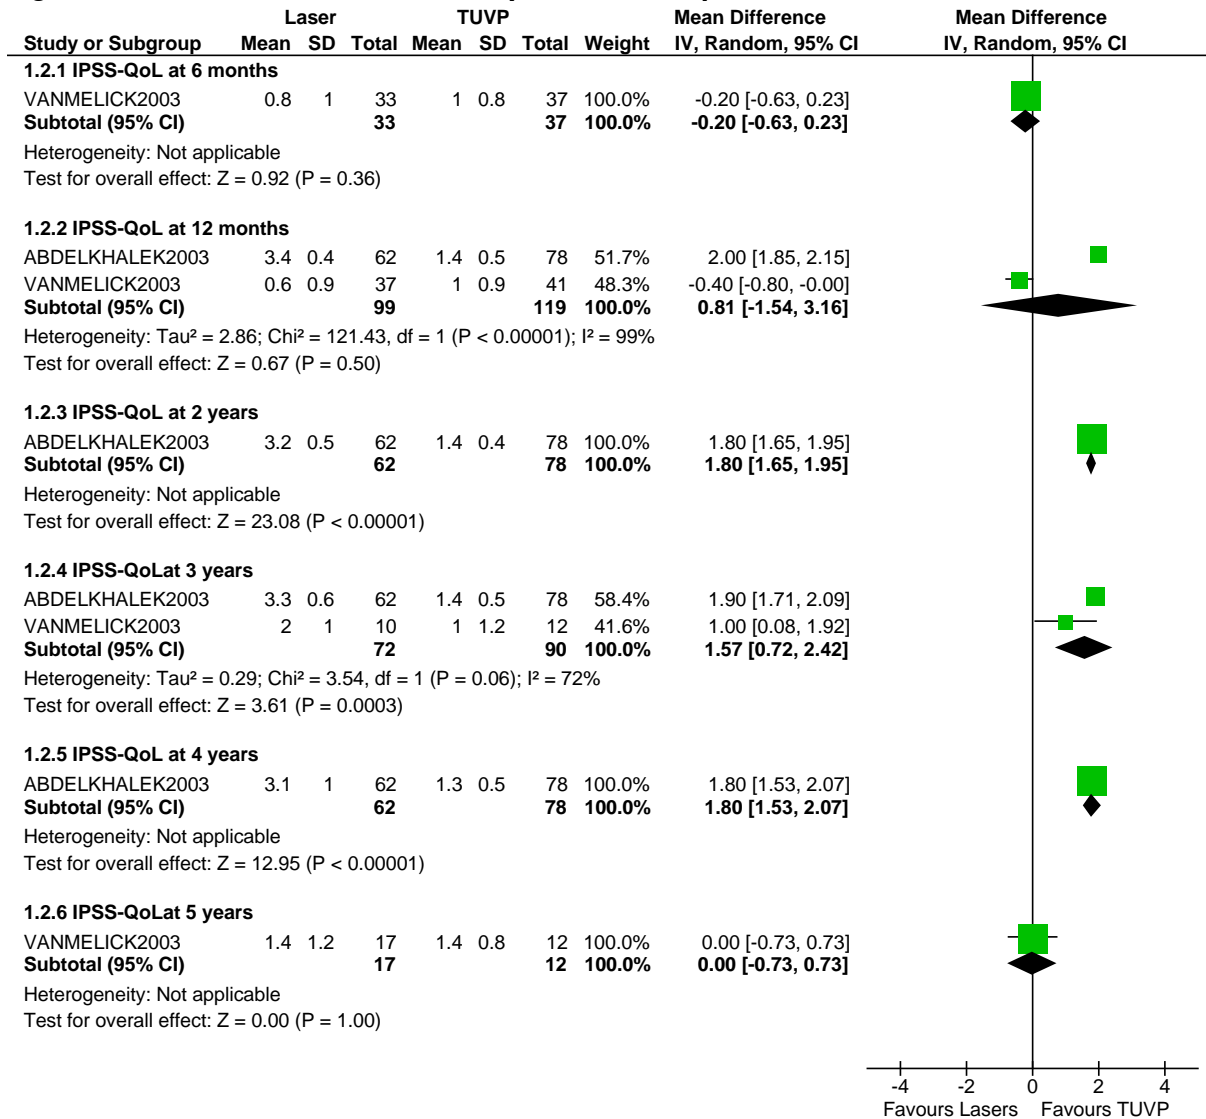 Laser TUVP Mean Difference Mean Difference
Study or Subgroup Mean SD Total Mean SD Total Weight IV, Random, 95% CI IV, Random, 95% CI
1.2.1 IPSS-QoL at 6 months
VANMELICK2003 0.8 1 33 1 0.8 37 100.0% -0.20 [-0.63, 0.23]
Subtotal (95% CI) 33 37 100.0% -0.20 [-0.63, 0.23]
Heterogeneity: Not applicable
Test for overall effect: Z = 0.92 (P = 0.36)
1.2.2 IPSS-QoL at 12 months
ABDELKHALEK2003 3.4 0.4 62 1.4 0.5 78 51.7% 2.00 [1.85, 2.15]
VANMELICK2003 0.6 0.9 37 1 0.9 41 48.3% -0.40 [-0.80, -0.00]
Subtotal (95% CI) 99 119 100.0% 0.81 [-1.54, 3.16]
Heterogeneity: Tau² = 2.86; Chi² = 121.43, df = 1 (P < 0.00001); I² = 99%
Test for overall effect: Z = 0.67 (P = 0.50)
1.2.3 IPSS-QoL at 2 years
ABDELKHALEK2003 3.2 0.5 62 1.4 0.4 78 100.0% 1.80 [1.65, 1.95]
Subtotal (95% CI) 62 78 100.0% 1.80 [1.65, 1.95]
Heterogeneity: Not applicable
Test for overall effect: Z = 23.08 (P < 0.00001)
1.2.4 IPSS-QoLat 3 years
ABDELKHALEK2003 3.3 0.6 62 1.4 0.5 78 58.4% 1.90 [1.71, 2.09]
VANMELICK2003 2 1 10 1 1.2 12 41.6% 1.00 [0.08, 1.92]
Subtotal (95% CI) 72 90 100.0% 1.57 [0.72, 2.42]
Heterogeneity: Tau² = 0.29; Chi² = 3.54, df = 1 (P = 0.06); I² = 72%
Test for overall effect: Z = 3.61 (P = 0.0003)
1.2.5 IPSS-QoL at 4 years
ABDELKHALEK2003 3.1 1 62 1.3 0.5 78 100.0% 1.80 [1.53, 2.07]
Subtotal (95% CI) 62 78 100.0% 1.80 [1.53, 2.07]
Heterogeneity: Not applicable
Test for overall effect: Z = 12.95 (P < 0.00001)
1.2.6 IPSS-QoLat 5 years
VANMELICK2003 1.4 1.2 17 1.4 0.8 12 100.0% 0.00 [-0.73, 0.73]
Subtotal (95% CI) 17 12 100.0% 0.00 [-0.73, 0.73]
Heterogeneity: Not applicable
Test for overall effect: Z = 0.00 (P = 1.00)
-4 -2 0 2 4
Favours Lasers Favours TUVP